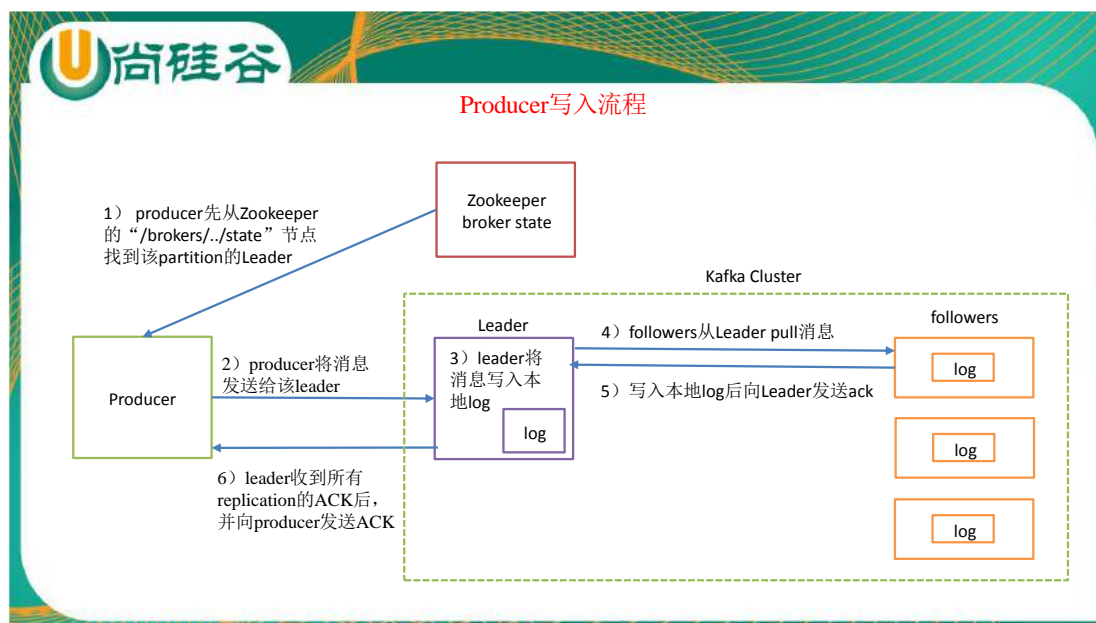 尚硅谷
Producer写入流程
Zookeeper
broker state
1） producer先从Zookeeper
的“/brokers/../state”节点
找到该partition的Leader
Kafka Cluster
Leader
followers
4）followers从Leader pull消息
2）producer将消息
发送给该leader
3）leader将
消息写入本
地log
log
log
Producer
5）写入本地log后向Leader发送ack
log
6）leader收到所有
replication的ACK后，
并向producer发送ACK
log